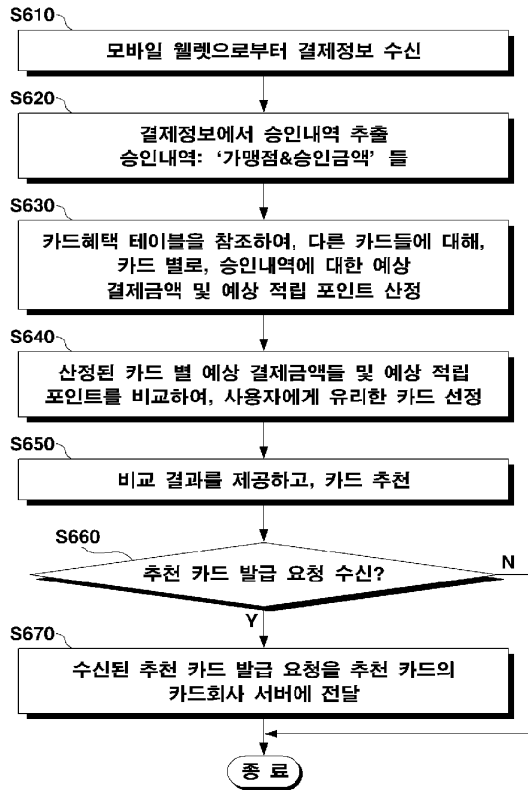 S610
모바일 웰렛으로부터 결제정보 수신
S620
결제정보에서 승인내역 추출
승인내역: ‘가맹점&승인금액’ 들
S630
카드혜택 테이블을 참조하여, 다른 카드들에 대해,
카드 별로, 승인내역에 대한 예상
결제금액 및 예상 적립 포인트 산정
S640
산정된 카드 별 예상 결제금액들 및 예상 적립
포인트를 비교하여, 사용자에게 유리한 카드 선정
S650
비교 결과를 제공하고, 카드 추천
S660
추천 카드 발급 요청 수신?
N
Y
S670
수신된 추천 카드 발급 요청을 추천 카드의
카드회사 서버에 전달
종 료